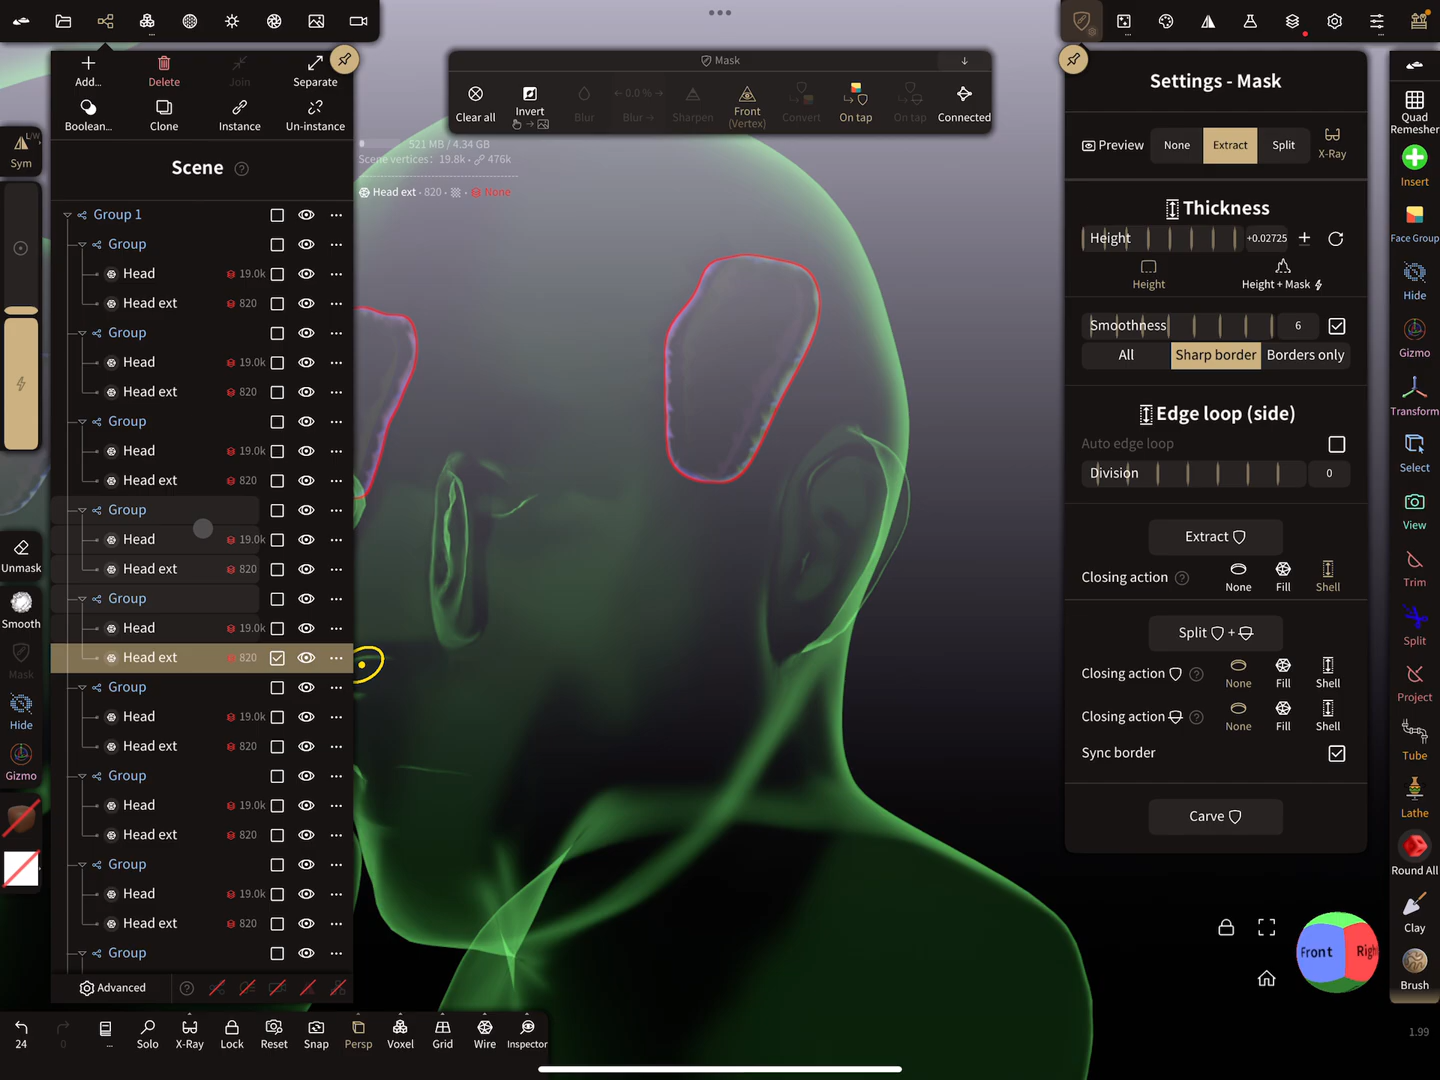 Add...
Delete
Join
Separate
Boolean...
Clone
Instance
Un-instance
Scene ?
Group 1
Group
Head 19.0k
Head ext 820
Group
Head 19.0k
Head ext 820
Group
Head 19.0k
Head ext 820
Group
Head 19.0k
Head ext 820
Group
Head 19.0k
Head ext 820
Group
Head 19.0k
Head ext 820
Group
Head 19.0k
Head ext 820
Group
Head 19.0k
Head ext 820
Group
Advanced ?
L/W
Sym
Unmask
Smooth
Mask
Hide
Gizmo
Mask
Clear all
Invert
Blur
0.0 %
Blur
Sharpen
Front
(Vertex)
Convert
On tap
On tap
Connected
521 MB / 4.34 GB
Scene vertices: 19.8k • 476k
Head ext • 820 • None
Settings - Mask
Preview None Extract Split X-Ray
Thickness
Height +0.02725 +
Height
Height + Mask
Smoothness 6
All Sharp border Borders only
Edge loop (side)
Auto edge loop
Division 0
Extract
Closing action ? None Fill Shell
Split +
Closing action ? None Fill Shell
Closing action ? None Fill Shell
Sync border
Carve
Quad
Remesher
Insert
Face Group
Hide
Gizmo
Transform
Select
View
Trim
Split
Project
Tube
Lathe
Round All
Clay
Brush
Front
Righ
24
0
...
Solo
X-Ray
Lock
Reset
Snap
Persp
Voxel
Grid
Wire
Inspector
1.99